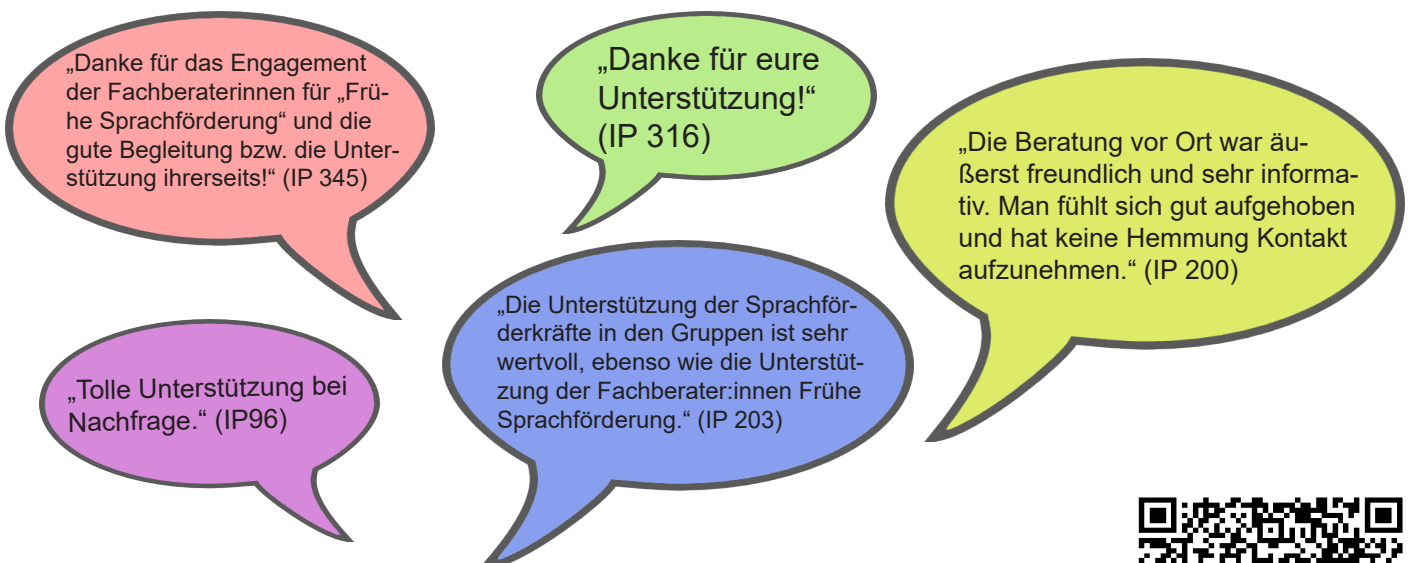 „Danke für das Engagement
der Fachberaterinnen für „Frü-
he Sprachförderung“ und die
gute Begleitung bzw. die Unter-
stützung ihrerseits!“ (IP 345)
„Danke für eure
Unterstützung!“
(IP 316)
„Die Beratung vor Ort war äu-
ßerst freundlich und sehr informa-
tiv. Man fühlt sich gut aufgehoben
und hat keine Hemmung Kontakt
aufzunehmen.“ (IP 200)
„Tolle Unterstützung bei
Nachfrage.“ (IP96)
„Die Unterstützung der Sprachför-
derkräfte in den Gruppen ist sehr
wertvoll, ebenso wie die Unterstüt-
zung der Fachberater:innen Frühe
Sprachförderung.“ (IP 203)